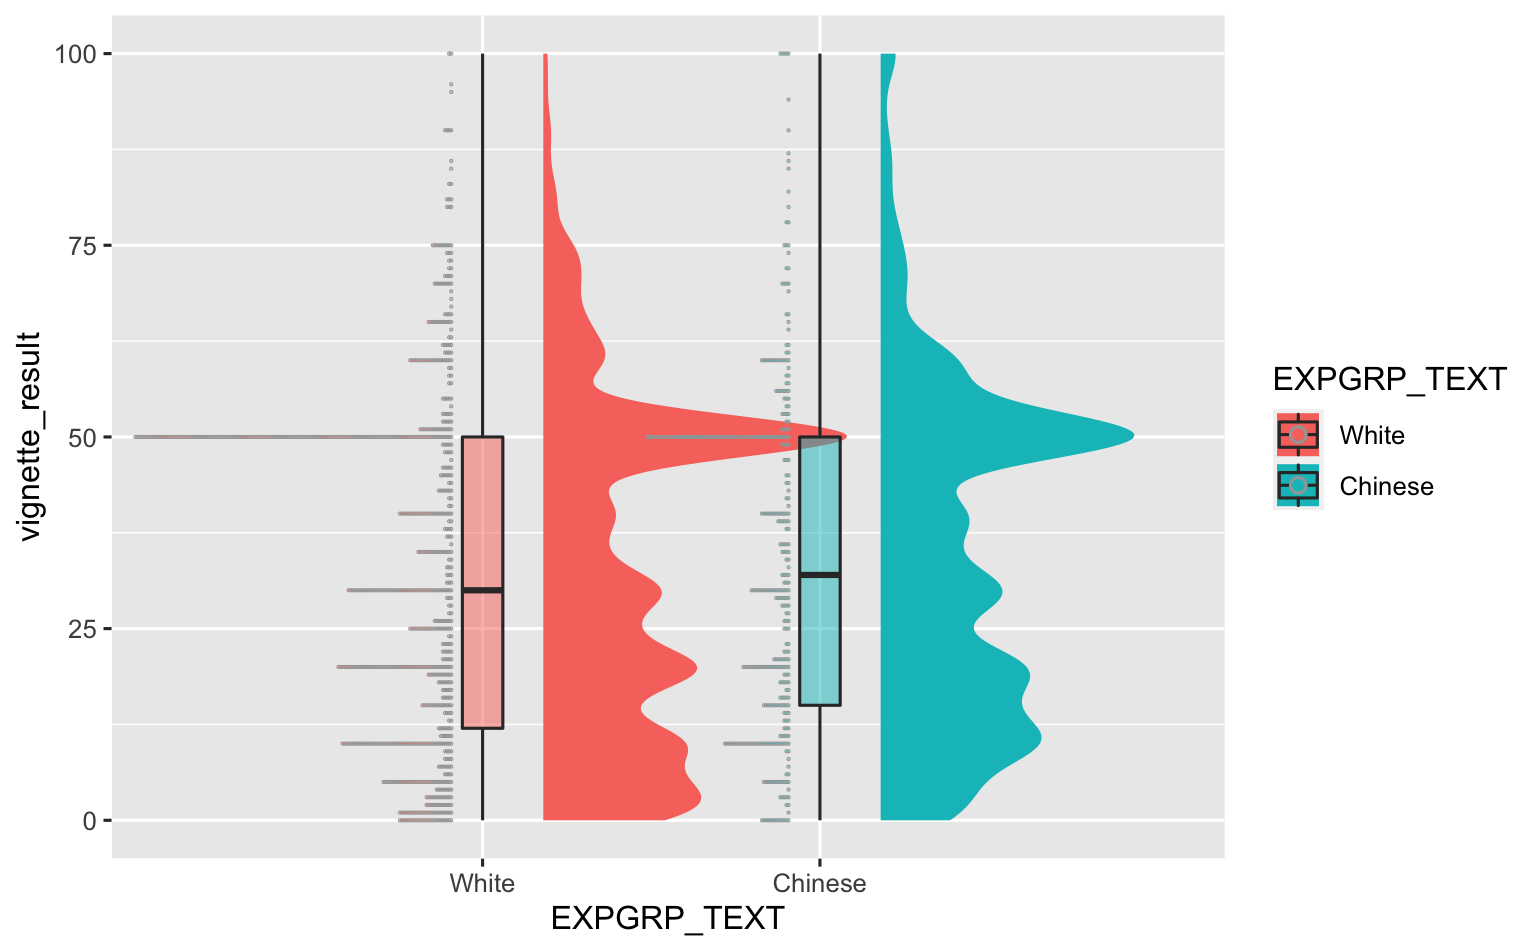 100
75
50
25
0
vignette_result
White
Chinese
EXPGRP_TEXT
EXPGRP_TEXT
White
Chinese